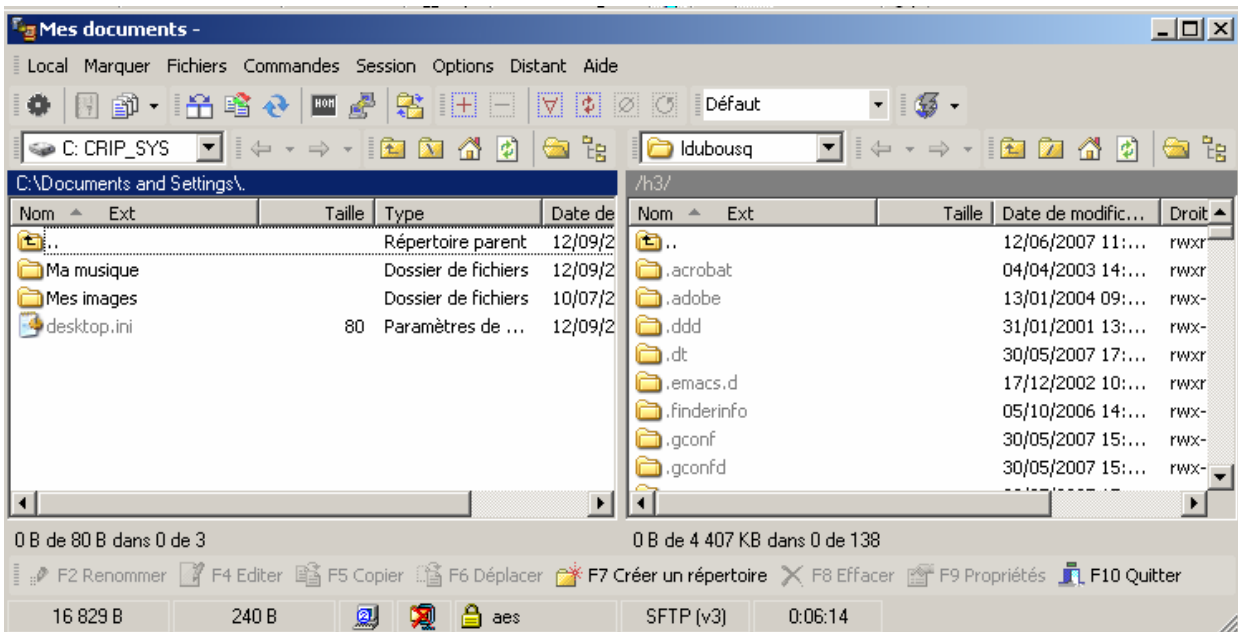 Mes documents -
Local Marquer Fichiers Commandes Session Options Distant Aide
Défaut
C: CRIP_SYS
ldubousq
C:\Documents and Settings\.
/h3/
Nom Ext Taille Type Date de
Nom Ext Taille Date de modific... Droit
.. Répertoire parent 12/09/2
.. 12/06/2007 11:... rwxr
Ma musique Dossier de fichiers 12/09/2
.acrobat 04/04/2003 14:... rwxr
Mes images Dossier de fichiers 10/07/2
.adobe 13/01/2004 09:... rwx-
desktop.ini 80 Paramètres de ... 12/09/2
.ddd 31/01/2001 13:... rwx-
.dt 30/05/2007 17:... rwxr
.emacs.d 17/12/2002 10:... rwxr
.finderinfo 05/10/2006 14:... rwx-
.gconf 30/05/2007 15:... rwx-
.gconfd 30/05/2007 15:... rwx-
0 B de 80 B dans 0 de 3
0 B de 4 407 KB dans 0 de 138
F2 Renommer F4 Editer F5 Copier F6 Déplacer F7 Créer un répertoire F8 Effacer F9 Propriétés F10 Quitter
16 829 B 240 B aes SFTP (v3) 0:06:14